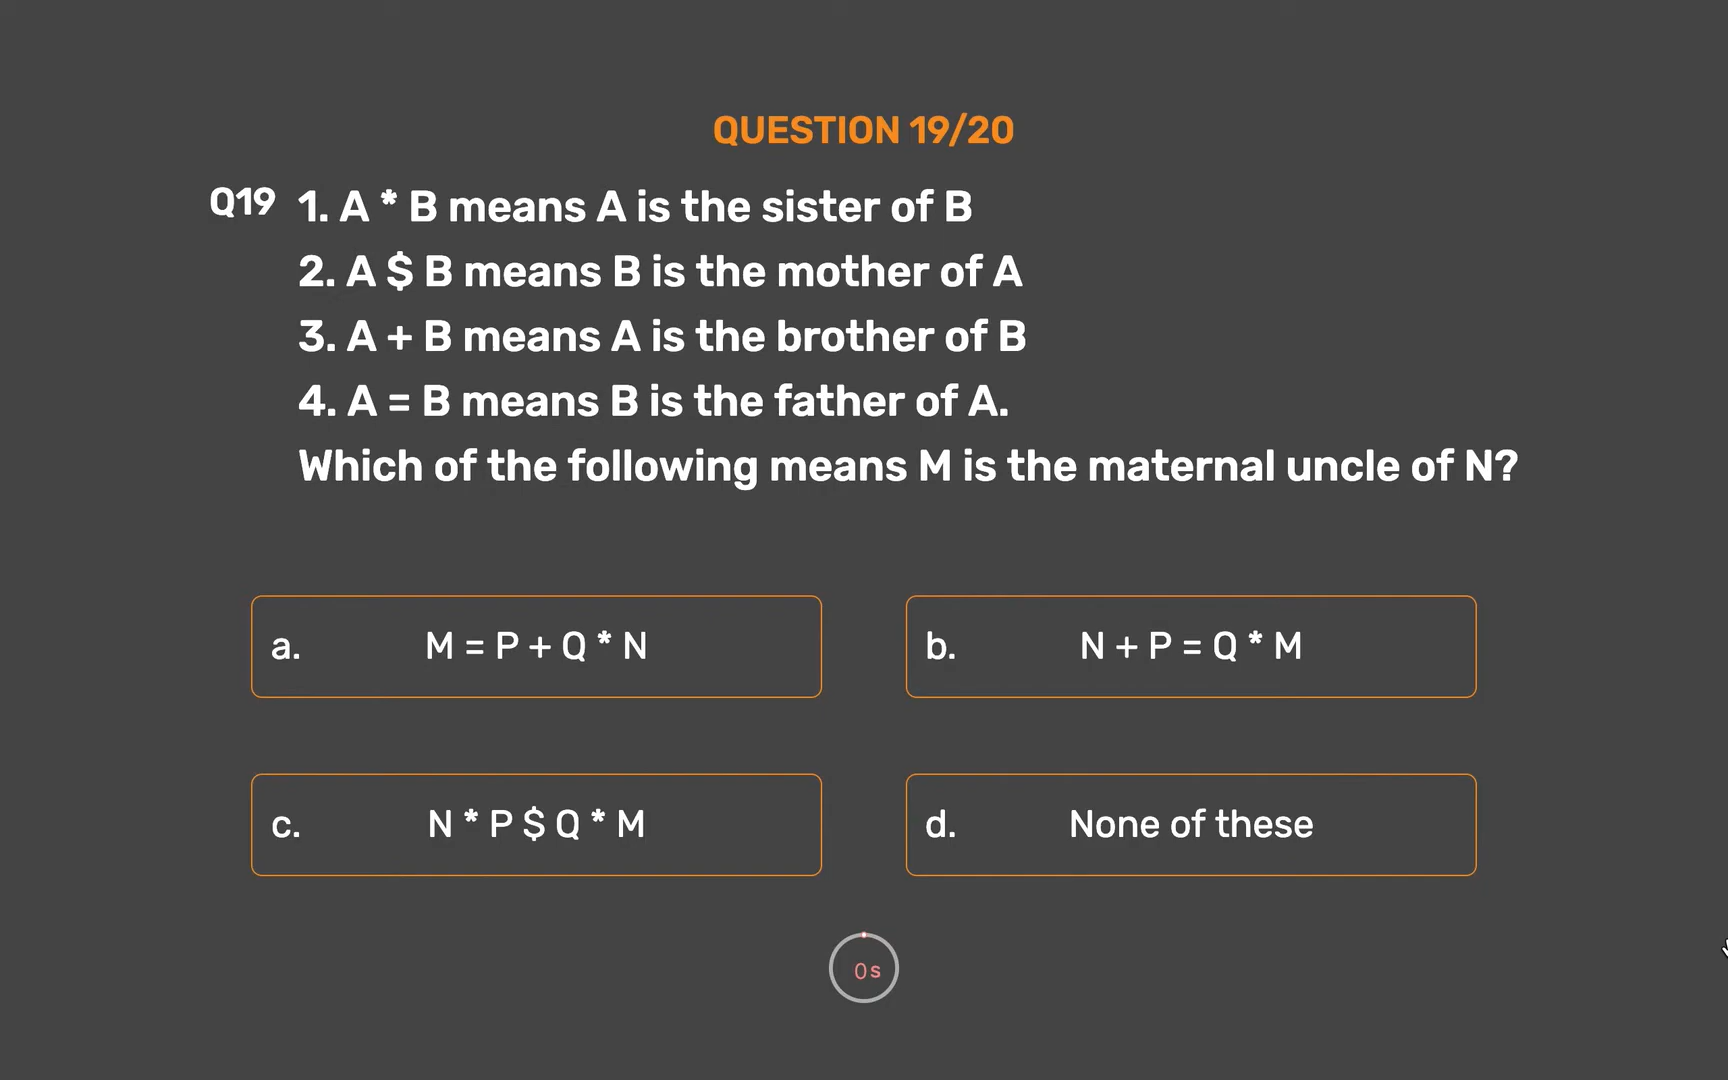 QUESTION 19/20
Q19 1. A * B means A is the sister of B
2. A $ B means B is the mother of A
3. A + B means A is the brother of B
4. A = B means B is the father of A.
Which of the following means M is the maternal uncle of N?
a. M = P + Q * N
b. N + P = Q * M
c. N * P $ Q * M
d. None of these
0s